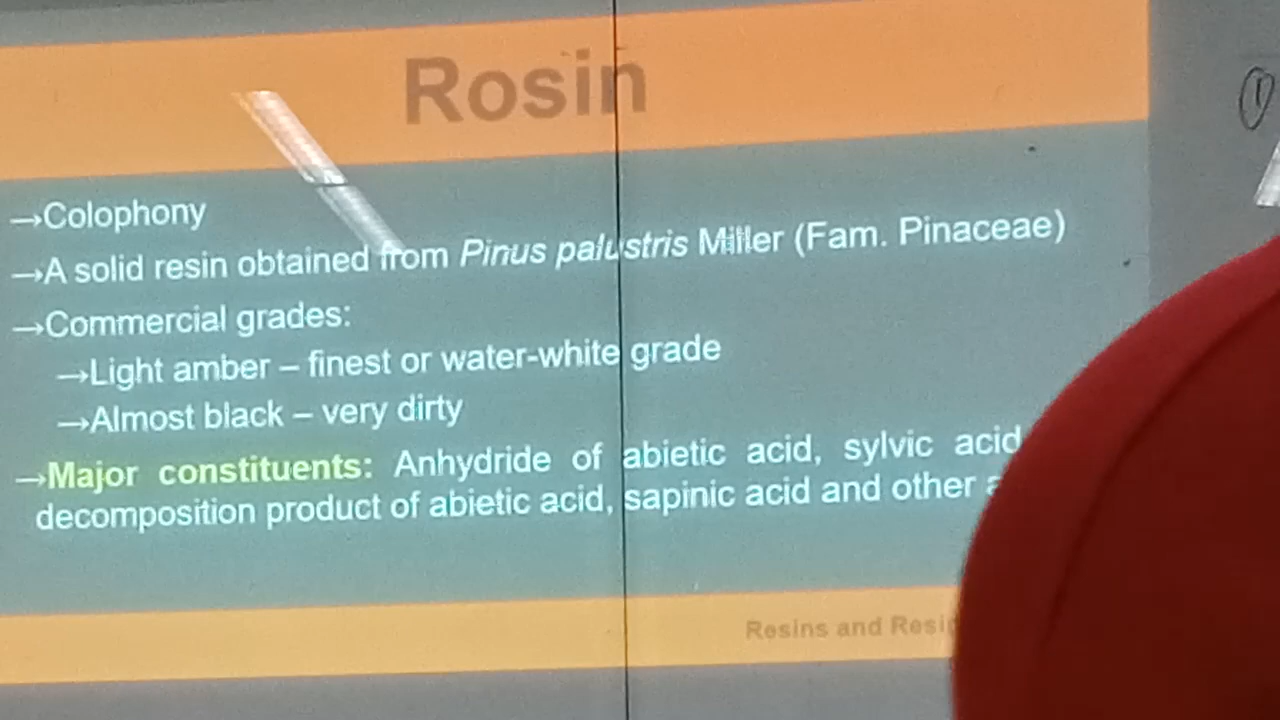 Rosin
→Colophony
→A solid resin obtained from Pinus palustris Miller (Fam. Pinaceae)
→Commercial grades:
→Light amber – finest or water-white grade
→Almost black – very dirty
→Major constituents: Anhydride of abietic acid, sylvic acid
decomposition product of abietic acid, sapinic acid and other
Resins and
①